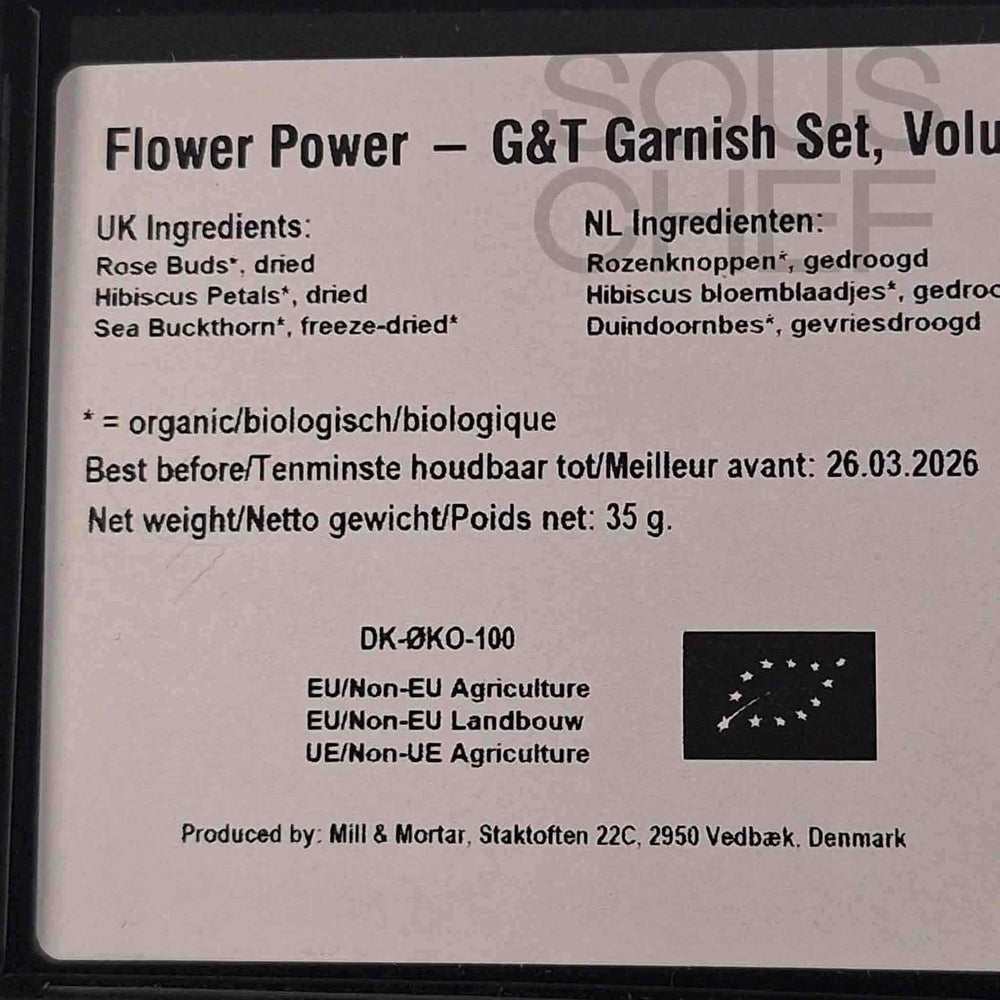 SOUS
CHEF
Flower Power – G&T Garnish Set,
UK Ingredients:
Rose Buds*, dried
Hibiscus Petals*, dried
Sea Buckthorn*, freeze-dried*
NL Ingredienten:
Rozenknoppen*, gedroogd
Hibiscus bloemblaadjes*,
Duindoornbes*, gevriesdroogd
* = organic/biologisch/biologique
Best before/Tenminste houdbaar tot/Meilleur avant: 26.03.2026
Net weight/Netto gewicht/Poids net: 35 g.
DK-ØKO-100
EU/Non-EU Agriculture
EU/Non-EU Landbouw
UE/Non-UE Agriculture
Produced by: Mill & Mortar, Staktoften 22C, 2950 Vedbæk. Denmark